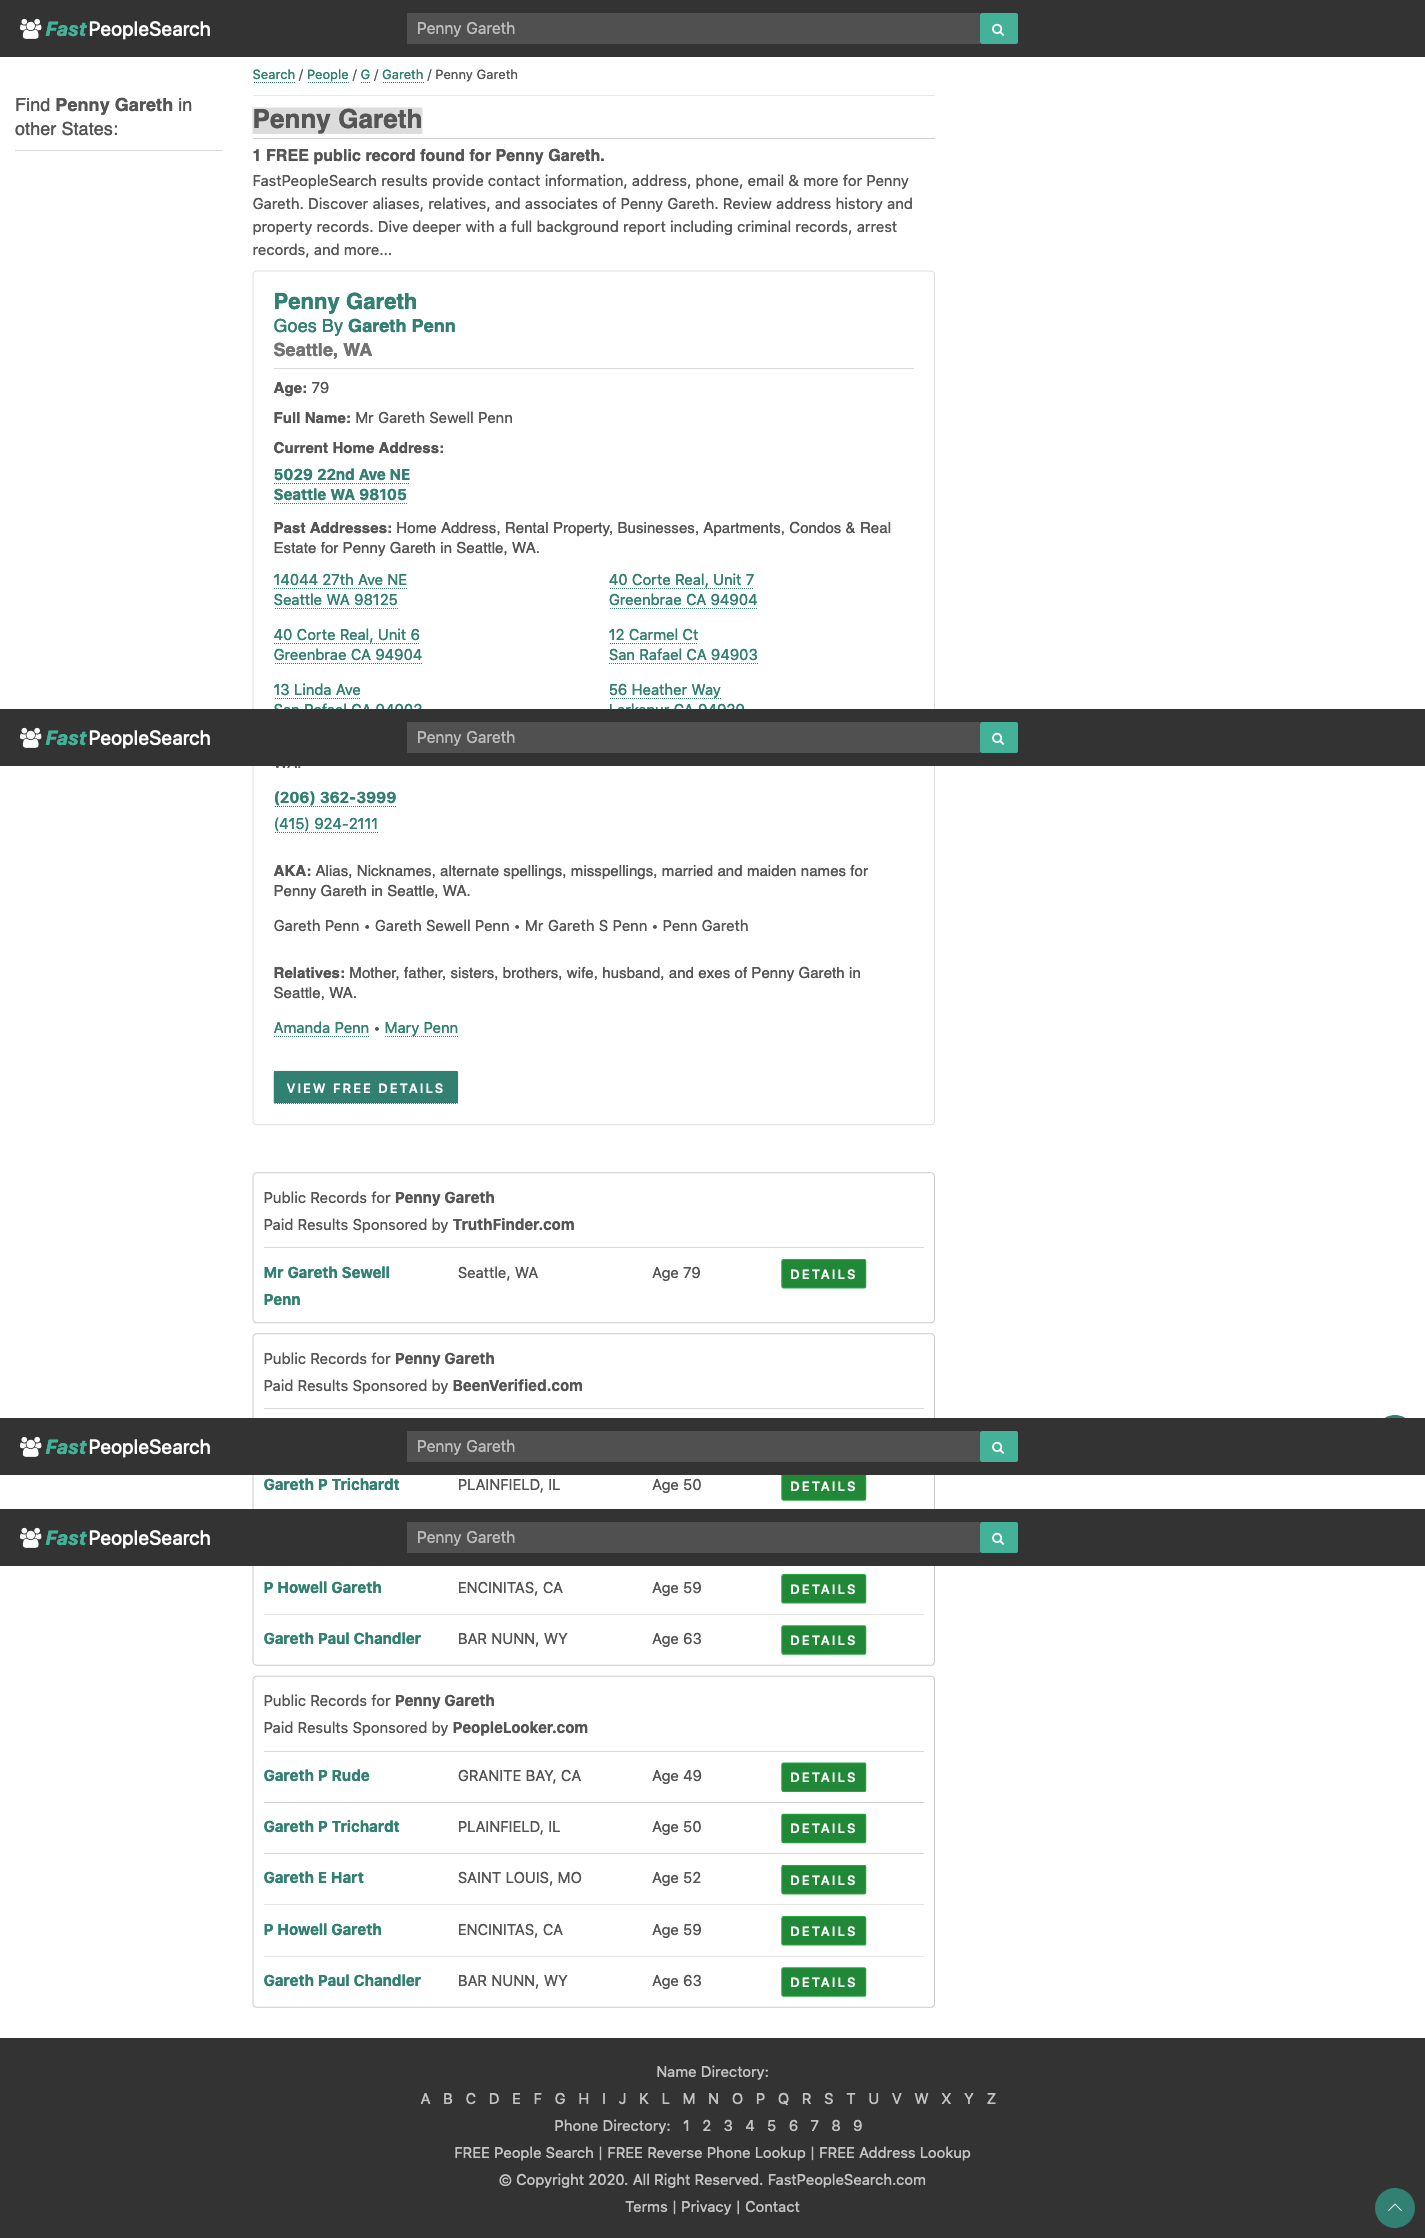 FastPeopleSearch
Penny Gareth
Search / People / G / Gareth / Penny Gareth
Find Penny Gareth in
other States:
Penny Gareth
1 FREE public record found for Penny Gareth.
FastPeopleSearch results provide contact information, address, phone, email & more for Penny
Gareth. Discover aliases, relatives, and associates of Penny Gareth. Review address history and
property records. Dive deeper with a full background report including criminal records, arrest
records, and more...
Penny Gareth
Goes By Gareth Penn
Seattle, WA
Age: 79
Full Name: Mr Gareth Sewell Penn
Current Home Address:
5029 22nd Ave NE
Seattle WA 98105
Past Addresses: Home Address, Rental Property, Businesses, Apartments, Condos & Real
Estate for Penny Gareth in Seattle, WA.
14044 27th Ave NE
Seattle WA 98125
40 Corte Real, Unit 7
Greenbrae CA 94904
40 Corte Real, Unit 6
Greenbrae CA 94904
12 Carmel Ct
San Rafael CA 94903
13 Linda Ave
San Rafael CA 94903
56 Heather Way
Larkspur CA 94939
FastPeopleSearch
Penny Gareth
WA.
(206) 362-3999
(415) 924-2111
AKA: Alias, Nicknames, alternate spellings, misspellings, married and maiden names for
Penny Gareth in Seattle, WA.
Gareth Penn • Gareth Sewell Penn • Mr Gareth S Penn • Penn Gareth
Relatives: Mother, father, sisters, brothers, wife, husband, and exes of Penny Gareth in
Seattle, WA.
Amanda Penn • Mary Penn
VIEW FREE DETAILS
Public Records for Penny Gareth
Paid Results Sponsored by TruthFinder.com
Mr Gareth Sewell
Penn
Seattle, WA
Age 79
DETAILS
Public Records for Penny Gareth
Paid Results Sponsored by BeenVerified.com
FastPeopleSearch
Penny Gareth
Gareth P Trichardt PLAINFIELD, IL Age 50 DETAILS
FastPeopleSearch
Penny Gareth
P Howell Gareth ENCINITAS, CA Age 59 DETAILS
Gareth Paul Chandler BAR NUNN, WY Age 63 DETAILS
Public Records for Penny Gareth
Paid Results Sponsored by PeopleLooker.com
Gareth P Rude GRANITE BAY, CA Age 49 DETAILS
Gareth P Trichardt PLAINFIELD, IL Age 50 DETAILS
Gareth E Hart SAINT LOUIS, MO Age 52 DETAILS
P Howell Gareth ENCINITAS, CA Age 59 DETAILS
Gareth Paul Chandler BAR NUNN, WY Age 63 DETAILS
Name Directory:
A B C D E F G H I J K L M N O P Q R S T U V W X Y Z
Phone Directory: 1 2 3 4 5 6 7 8 9
FREE People Search | FREE Reverse Phone Lookup | FREE Address Lookup
© Copyright 2020. All Right Reserved. FastPeopleSearch.com
Terms | Privacy | Contact